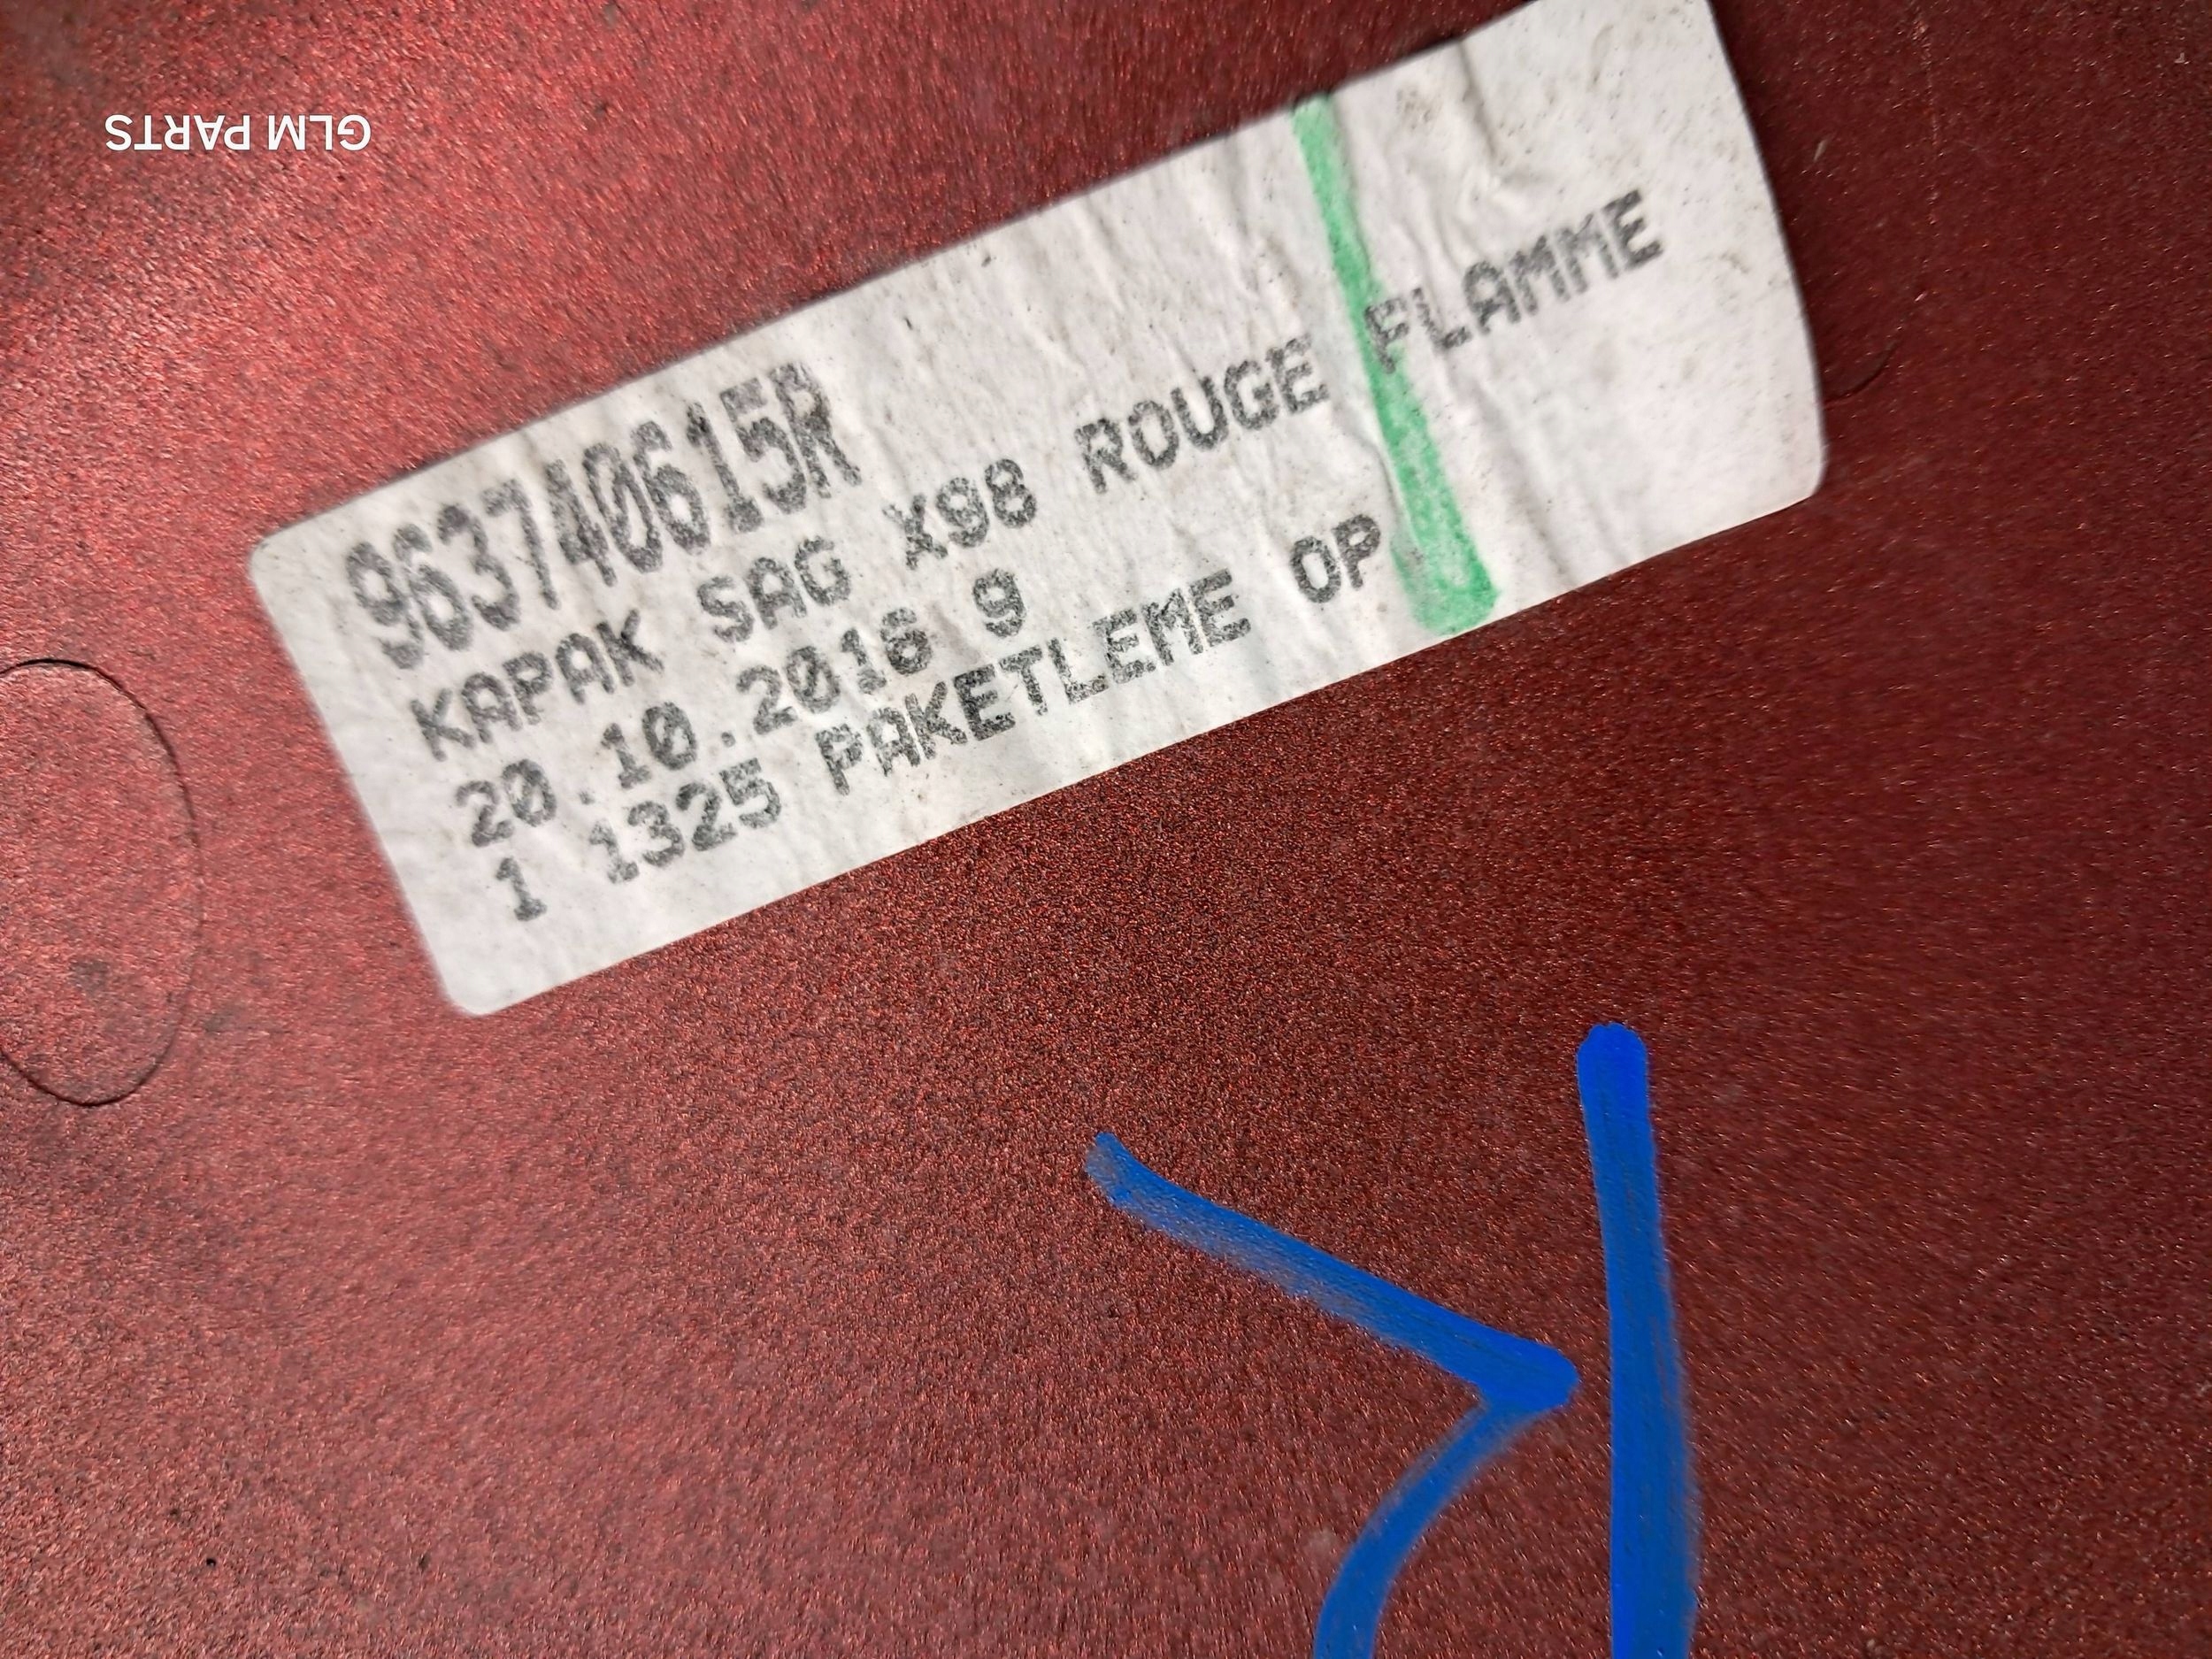 GLM PARTS
963740615R
KAPAK SAG X98 ROUGE FLAMME
20.10.2016 9
1 1325 PAKETLEME OP